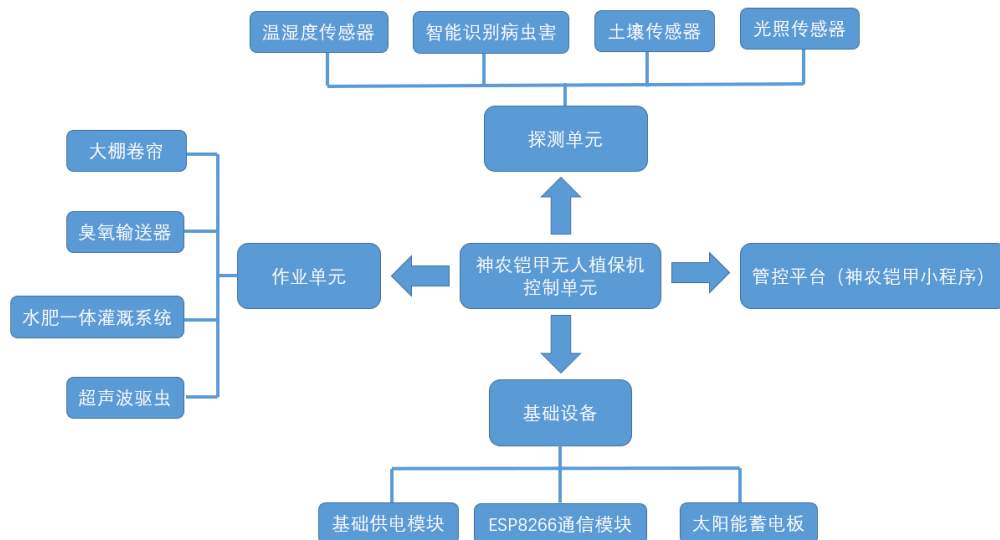 温湿度传感器
智能识别病虫害
土壤传感器
光照传感器
探测单元
大棚卷帘
臭氧输送器
水肥一体灌溉系统
超声波驱虫
作业单元
神农铠甲无人植保机
控制单元
管控平台（神农铠甲小程序）
基础设备
基础供电模块
ESP8266通信模块
太阳能蓄电板